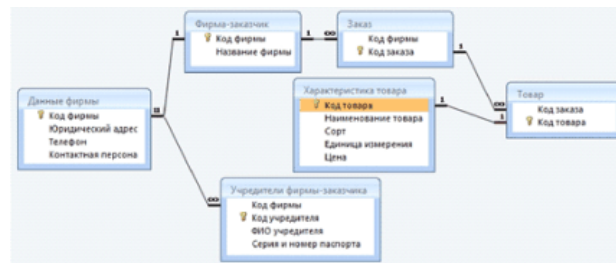 Фирма-заказчик
Код фирмы
Название фирмы
1
1
∞
Заказ
Код фирмы
Код заказа
1
Данные фирмы
Код фирмы
Юридический адрес
Телефон
Контактная персона
Характеристика товара
Код товара
Наименование товара
Сорт
Единица измерения
Цена
1
∞
1
Товар
Код заказа
Код товара
∞
Учредители фирмы-заказчика
Код фирмы
Код учредителя
ФИО учредителя
Серия и номер паспорта